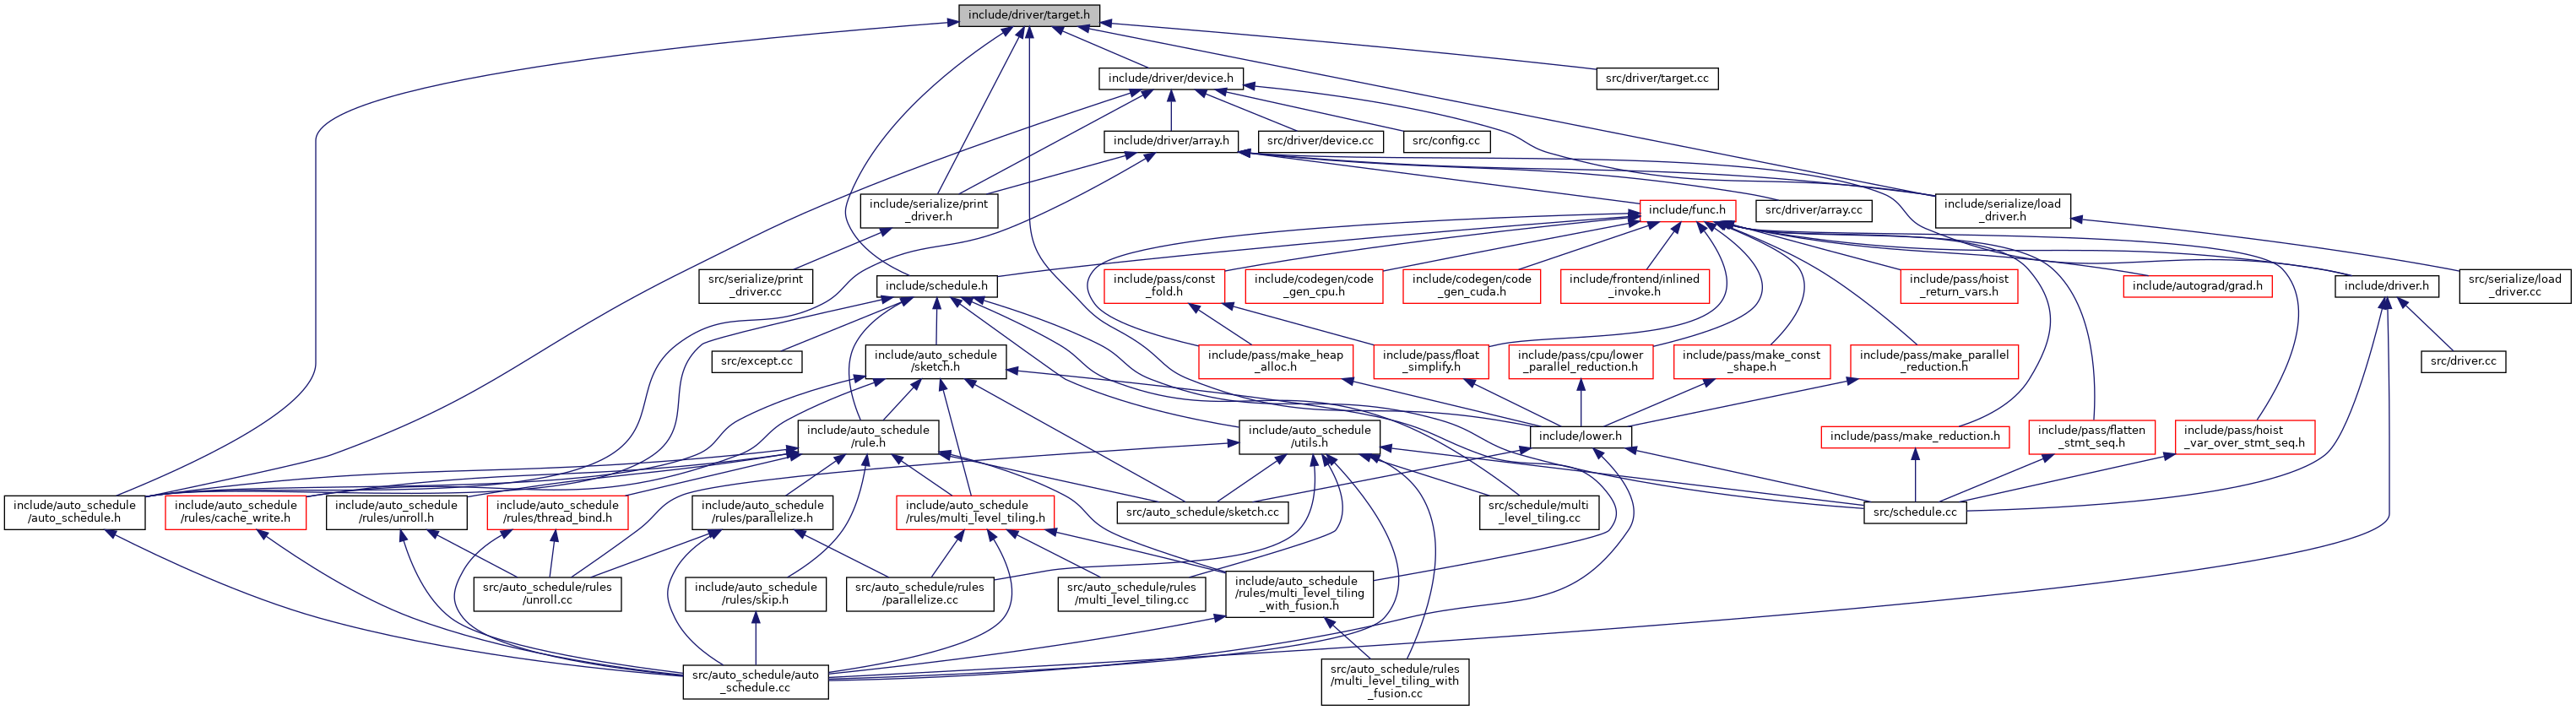 include/driver/target.h
include/driver/device.h
src/driver/target.cc
include/driver/array.h
src/driver/device.cc
src/config.cc
include/serialize/print
_driver.h
include/func.h
src/driver/array.cc
include/serialize/load
_driver.h
src/serialize/print
_driver.cc
include/schedule.h
include/pass/const
_fold.h
include/codegen/code
_gen_cpu.h
include/codegen/code
_gen_cuda.h
include/frontend/inlined
_invoke.h
include/pass/hoist
_return_vars.h
include/autograd/grad.h
include/driver.h
src/serialize/load
_driver.cc
src/except.cc
include/auto_schedule
/sketch.h
include/pass/make_heap
_alloc.h
include/pass/float
_simplify.h
include/pass/cpu/lower
_parallel_reduction.h
include/pass/make_const
_shape.h
include/pass/make_parallel
_reduction.h
src/driver.cc
include/auto_schedule
/rule.h
include/auto_schedule
/utils.h
include/lower.h
include/pass/make_reduction.h
include/pass/flatten
_stmt_seq.h
include/pass/hoist
_var_over_stmt_seq.h
include/auto_schedule
/auto_schedule.h
include/auto_schedule
/rules/cache_write.h
include/auto_schedule
/rules/unroll.h
include/auto_schedule
/rules/thread_bind.h
include/auto_schedule
/rules/parallelize.h
include/auto_schedule
/rules/multi_level_tiling.h
src/auto_schedule/sketch.cc
src/schedule/multi
_level_tiling.cc
src/schedule.cc
src/auto_schedule/rules
/unroll.cc
include/auto_schedule
/rules/skip.h
src/auto_schedule/rules
/parallelize.cc
src/auto_schedule/rules
/multi_level_tiling.cc
include/auto_schedule
/rules/multi_level_tiling
_with_fusion.h
src/auto_schedule/auto
_schedule.cc
src/auto_schedule/rules
/multi_level_tiling_with
_fusion.cc